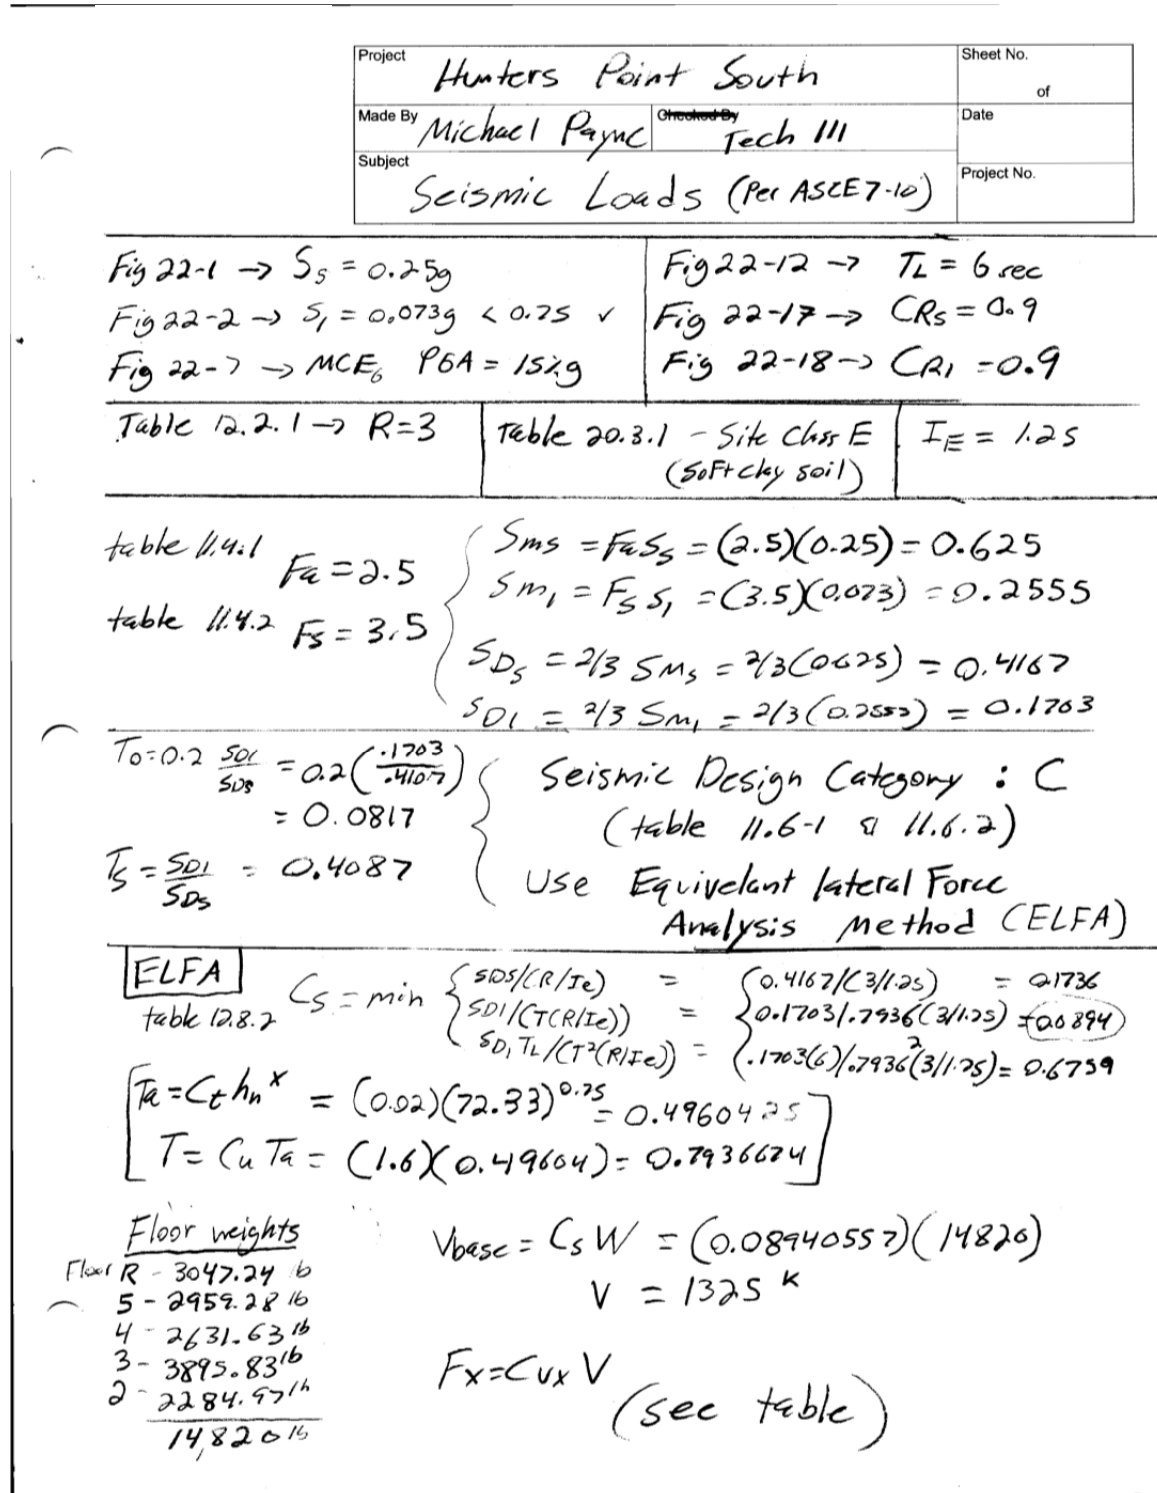 Project Hunters Point South
Sheet No.
of
Made By Michael Payne
Checked By Tech III
Date
Subject Seismic Loads (Per ASCE 7-10)
Project No.
Fig 22-1 → Ss = 0.25g
Fig 22-2 → S1 = 0.073g < 0.75 ✓
Fig 22-7 → MCEG PGA = 15%g
Fig 22-12 → TL = 6 sec
Fig 22-17 → CRs = 0.9
Fig 22-18 → CR1 = 0.9
Table 12.2.1 → R=3
Table 20.3.1 - Site Class E
(Soft clay soil)
IE = 1.25
table 11.4.1 Fa = 2.5
table 11.4.2 Fs = 3.5
Sms = FaSs = (2.5)(0.25) = 0.625
Sm1 = FsS1 = (3.5)(0.073) = 0.2555
SDs = 2/3 SMs = 2/3(0.625) = 0.4167
SD1 = 2/3 Sm1 = 2/3(0.2555) = 0.1703
To = 0.2 SD1/SDs = 0.2(.1703/.4167)
= 0.0817
Ts = SD1/SDs = 0.4087
Seismic Design Category : C
(table 11.6-1 & 11.6.2)
Use Equivelant lateral Force
Analysis Method (ELFA)
ELFA
table 12.8.2
Cs = min
SDS/(R/Ie) = 0.4167/(3/1.25) = 0.1736
SD1/(T(R/Ie)) = 0.1703/.7936(3/1.25) = 0.0894
SD1TL/(T²(R/Ie)) = .1703(6)/.7936²(3/1.25) = 0.6759
Ta = Ct hn^x = (0.02)(72.33)^0.75 = 0.4960425
T = Cu Ta = (1.6)(0.49604) = 0.7936674
Floor weights
Floor R - 3047.24 lb
5 - 2959.28 lb
4 - 2631.63 lb
3 - 3895.83 lb
2 - 2284.97 lb
14,820 lb
Vbase = Cs W = (0.08940557)(14820)
V = 1325 k
Fx = Cvx V
(see table)